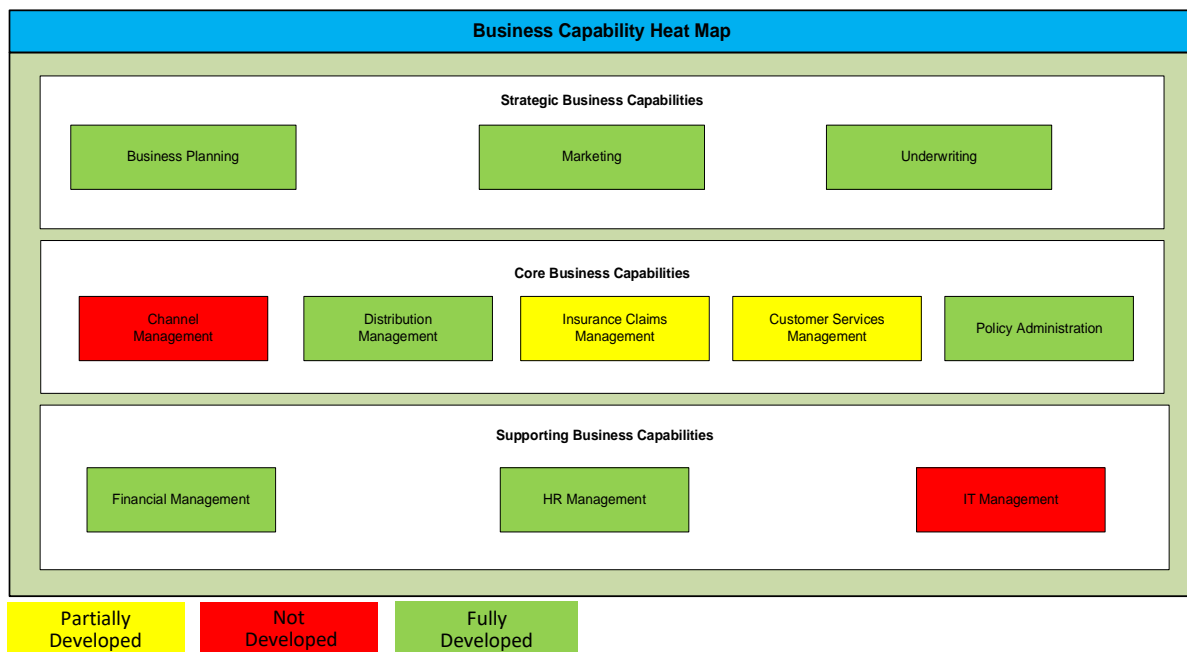 Business Capability Heat Map
Strategic Business Capabilities
Business Planning
Marketing
Underwriting
Core Business Capabilities
Channel
Management
Distribution
Management
Insurance Claims
Management
Customer Services
Management
Policy Administration
Supporting Business Capabilities
Financial Management
HR Management
IT Management
Partially
Developed
Not
Developed
Fully
Developed